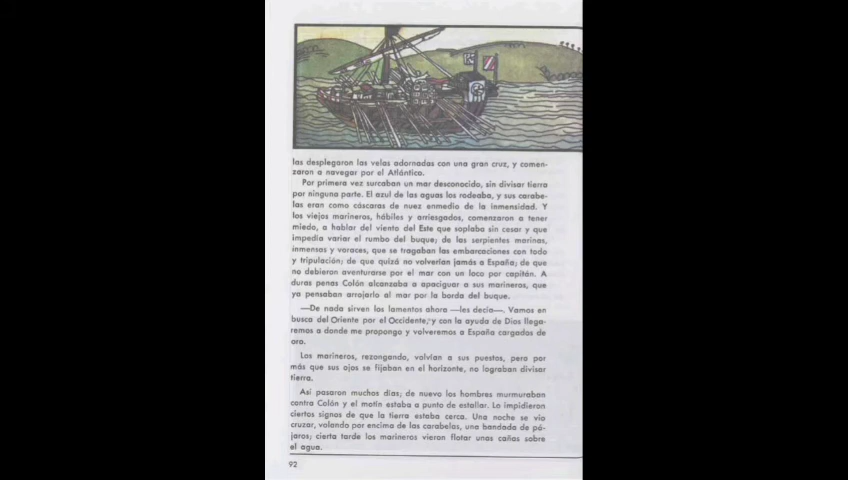 las desplegaron las velas adornadas con una gran cruz, y comen-
zaron a navegar por el Atlántico.
Por primera vez surcaban un mar desconocido, sin divisar tierra
por ninguna parte. El azul de las aguas los rodeaba, y sus carabe-
las eran como cáscaras de nuez enmedio de la inmensidad. Y
los viejos marineros, hábiles y arriesgados, comenzaron a tener
miedo, a hablar del viento del Este que soplaba sin cesar y que
impedía variar el rumbo del buque; de las serpientes marinas,
inmensas y voraces, que se tragaban las embarcaciones con todo
y tripulación; de que quizá no volverían jamás a España; de que
no debieron aventurarse por el mar con un loco por capitán. A
duras penas Colón alcanzaba a apaciguar a sus marineros, que
ya pensaban arrojarlo al mar por la borda del buque.
—De nada sirven los lamentos ahora —les decía—. Vamos en
busca del Oriente por el Occidente, y con la ayuda de Dios llega-
remos a donde me propongo y volveremos a España cargados de
oro.
Los marineros, rezongando, volvían a sus puestos, pero por
más que sus ojos se fijaban en el horizonte, no lograban divisar
tierra.
Así pasaron muchos días; de nuevo los hombres murmuraban
contra Colón y el motín estaba a punto de estallar. Lo impidieron
ciertos signos de que la tierra estaba cerca. Una noche se vio
cruzar, volando por encima de las carabelas, una bandada de pá-
jaros; cierta tarde los marineros vieron flotar unas cañas sobre
el agua.
92